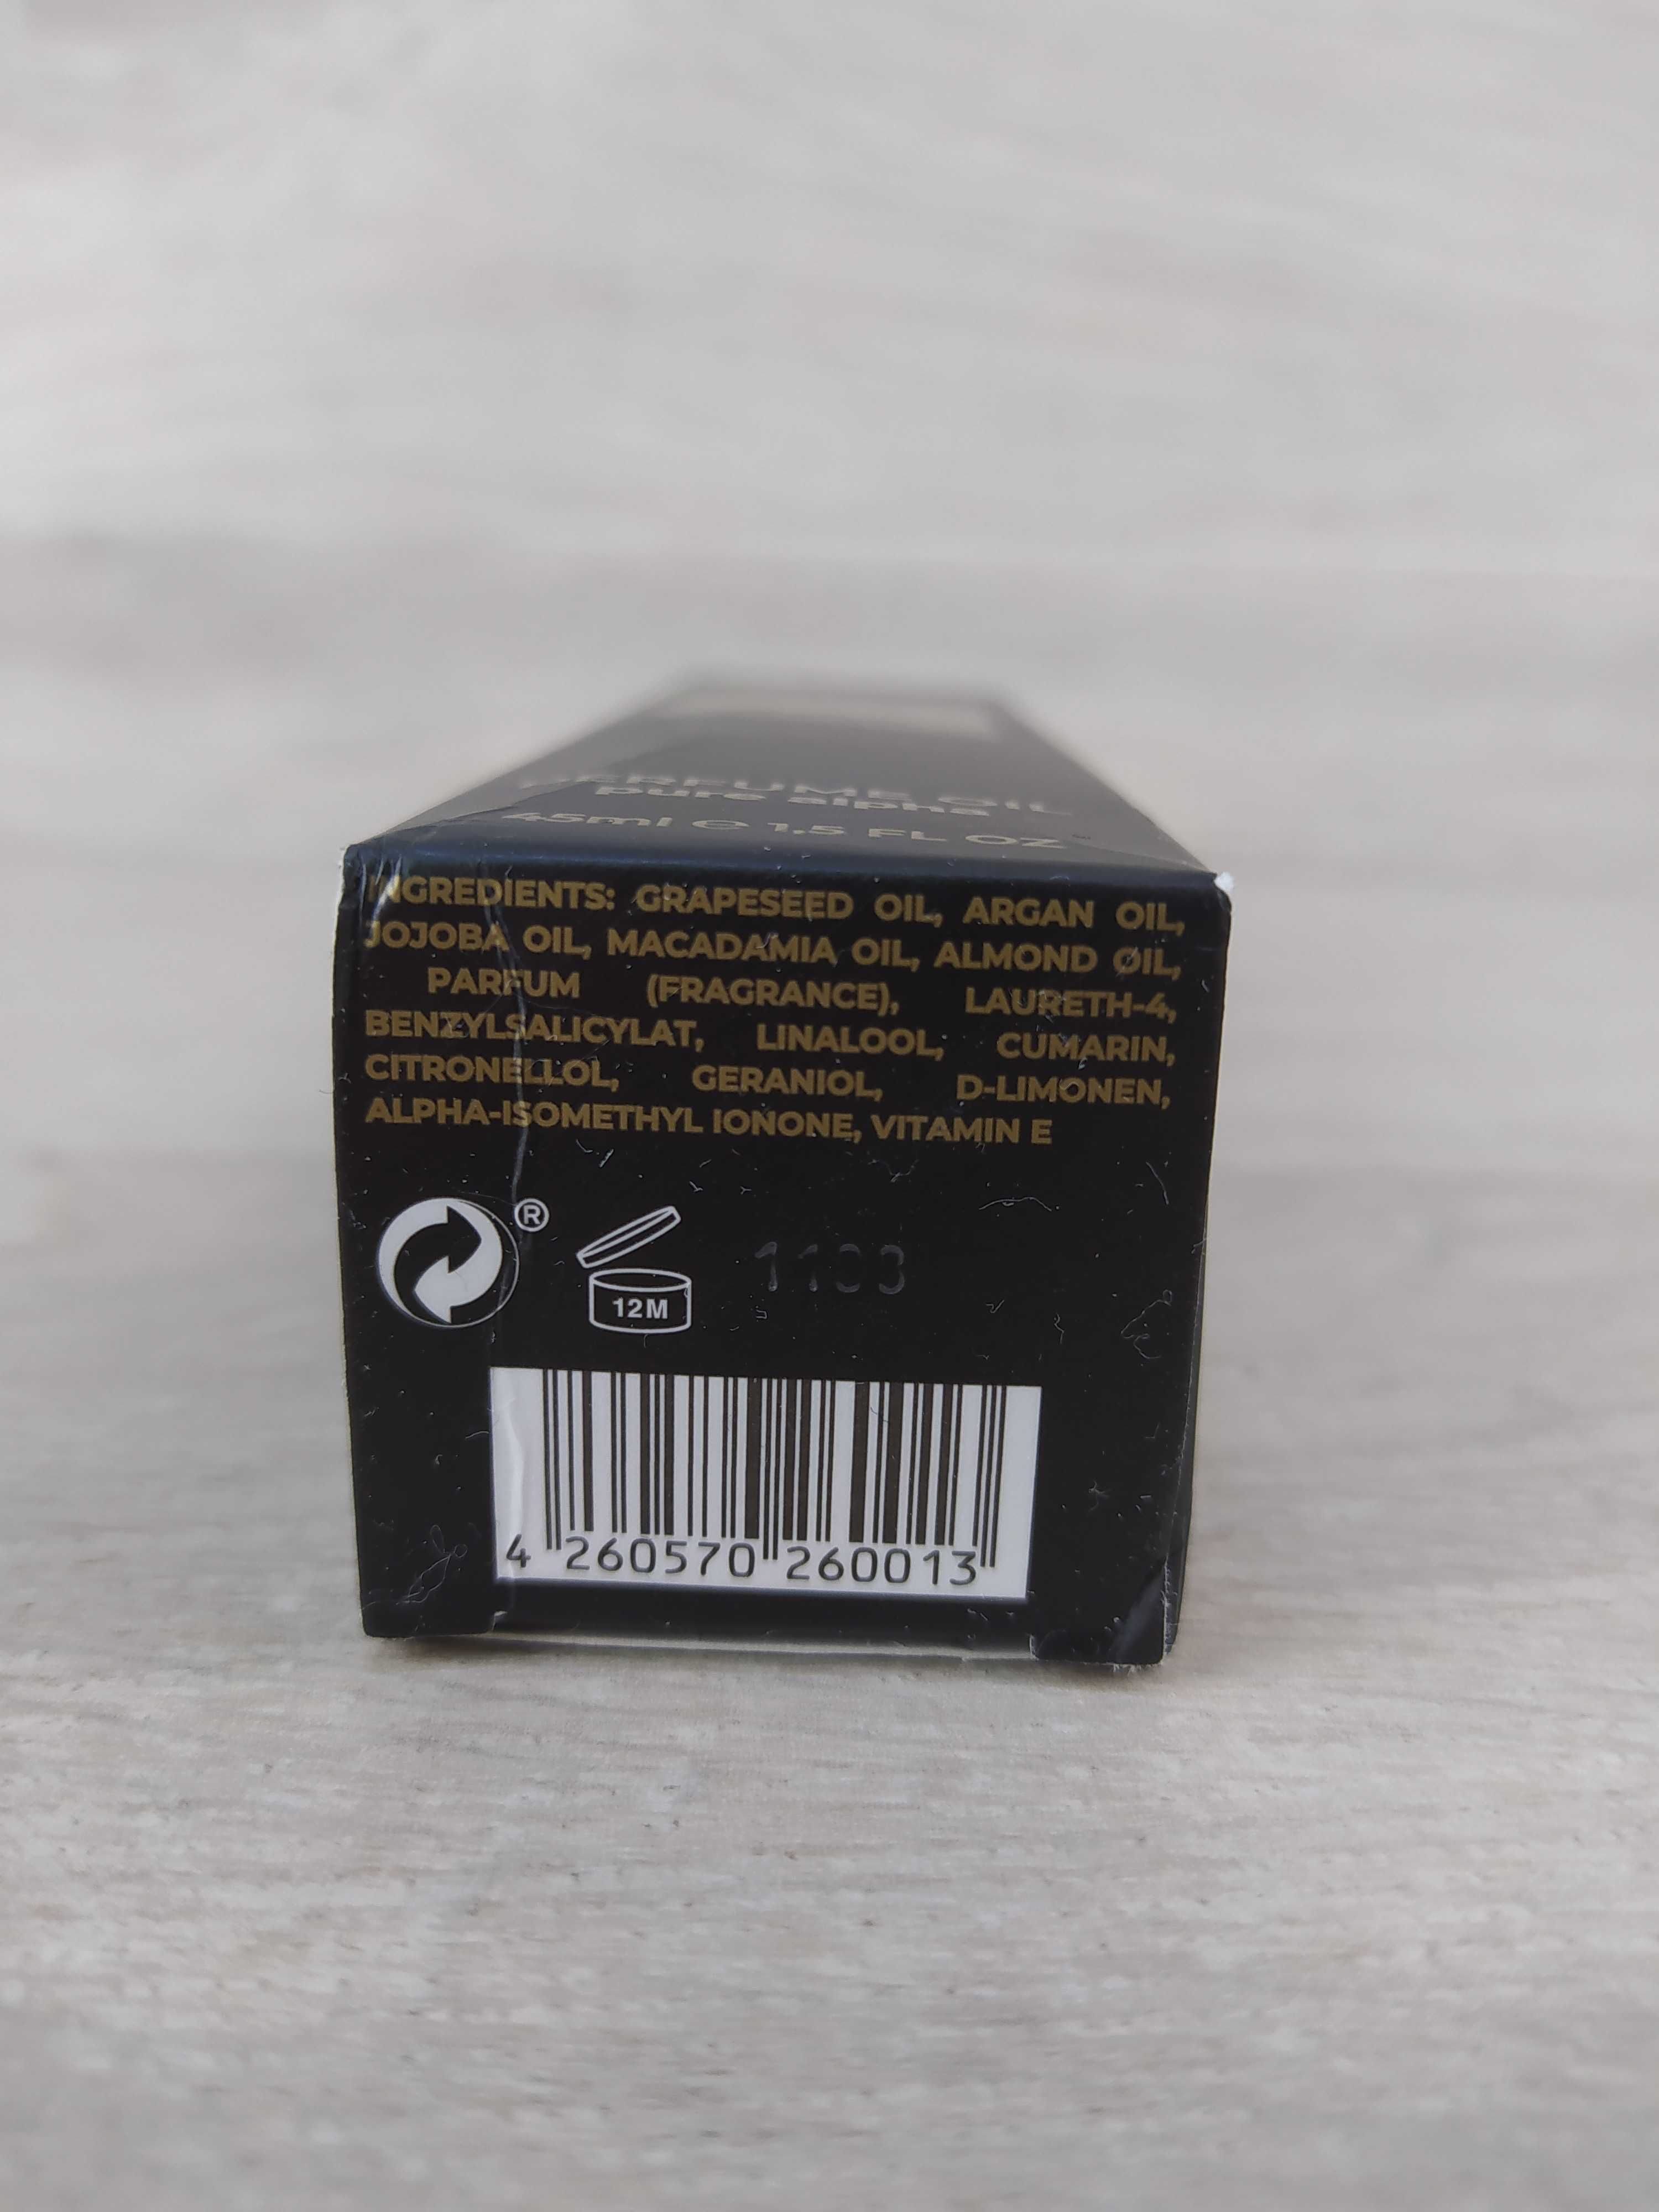 PERFUME OIL
pure alpha
45ml e 1,5 FL OZ
INGREDIENTS: GRAPESEED OIL, ARGAN OIL,
JOJOBA OIL, MACADAMIA OIL, ALMOND OIL,
PARFUM (FRAGRANCE), LAURETH-4,
BENZYLSALICYLAT, LINALOOL, CUMARIN,
CITRONELLOL, GERANIOL, D-LIMONEN,
ALPHA-ISOMETHYL IONONE, VITAMIN E
®
12M
1103
4 260570 260013